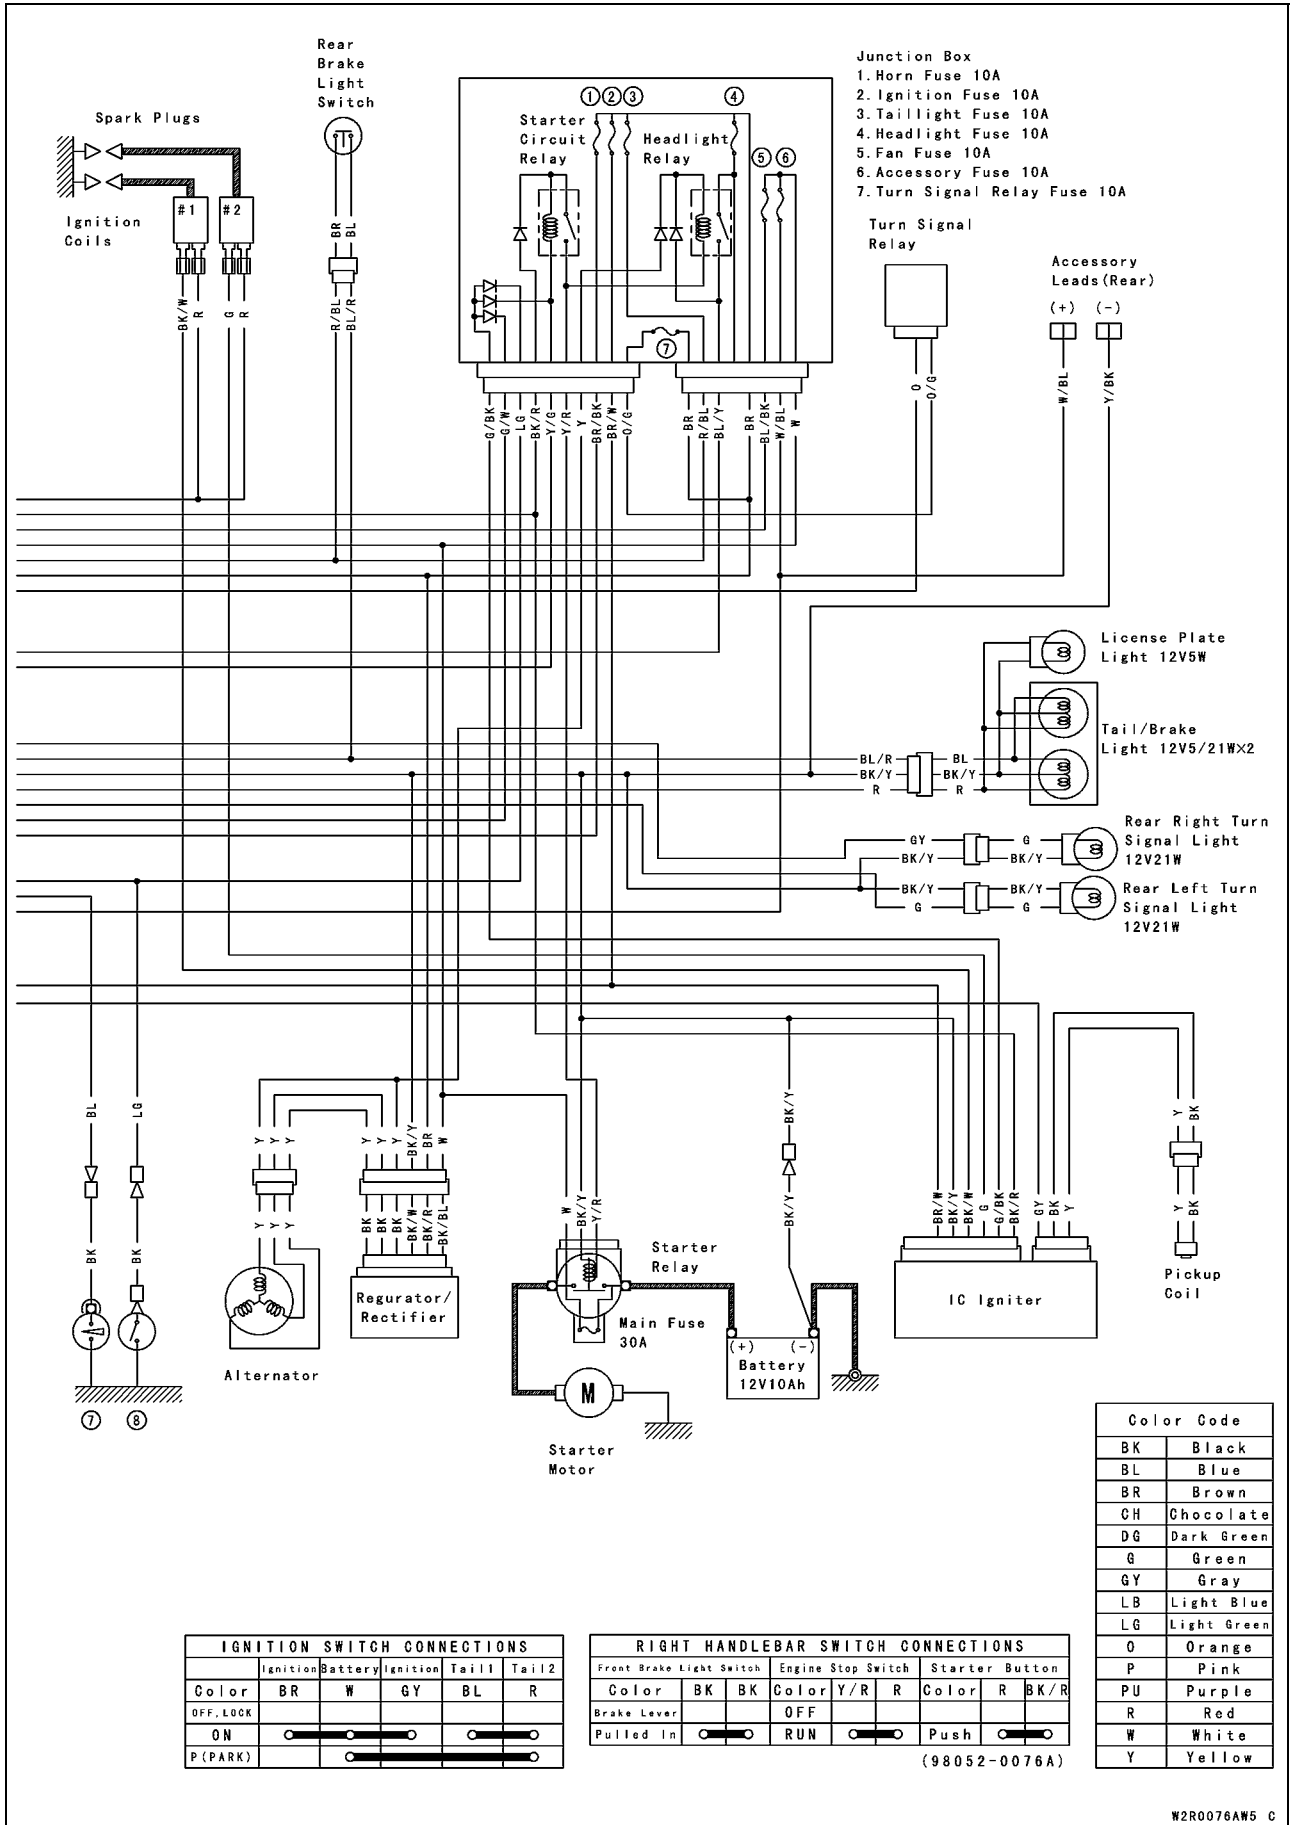 Rear
Brake
Light
Switch
Spark Plugs
Ignition
Coils
#1 #2
BR BL
BK/W R G R
R/BL BL/R
Starter
Circuit
Relay
Headlight
Relay
1 2 3 4
5 6
7
Junction Box
1. Horn Fuse 10A
2. Ignition Fuse 10A
3. Taillight Fuse 10A
4. Headlight Fuse 10A
5. Fan Fuse 10A
6. Accessory Fuse 10A
7. Turn Signal Relay Fuse 10A
Turn Signal
Relay
Accessory
Leads(Rear)
(+) (-)
O O/G
W/BL Y/BK
G/BK G/W LG BK/R Y/G Y/R Y BR/BK BR/W O/G
BR R/BL BL/Y BR BL/BK W/BL W
License Plate
Light 12V5W
Tail/Brake
Light 12V5/21W×2
BL/R BL
BK/Y BK/Y
R R
Rear Right Turn
Signal Light
12V21W
GY G
BK/Y BK/Y
Rear Left Turn
Signal Light
12V21W
BK/Y BK/Y
G G
BL LG
BK BK
7 8
Y Y Y
Y Y Y
Alternator
Y Y Y BK/Y BR W
BK BK BK BK/W BK/R BK/BL
Regurator/
Rectifier
W BK/Y Y/R
Starter
Relay
Main Fuse
30A
M
Starter
Motor
BK/Y
BK/Y
(+) (-)
Battery
12V10Ah
BR/W BK/Y BK/W G G/BK BK/R GY BK Y
IC Igniter
Y BK
Y BK
Pickup
Coil
Color Code
BK Black
BL Blue
BR Brown
CH Chocolate
DG Dark Green
G Green
GY Gray
LB Light Blue
LG Light Green
O Orange
P Pink
PU Purple
R Red
W White
Y Yellow
IGNITION SWITCH CONNECTIONS
Ignition Battery Ignition Tail1 Tail2
Color BR W GY BL R
OFF,LOCK
ON
P(PARK)
RIGHT HANDLEBAR SWITCH CONNECTIONS
Front Brake Light Switch Engine Stop Switch Starter Button
Color BK BK Color Y/R R Color R BK/R
Brake Lever OFF
Pulled In RUN Push
(98052-0076A)
W2R0076AW5 C